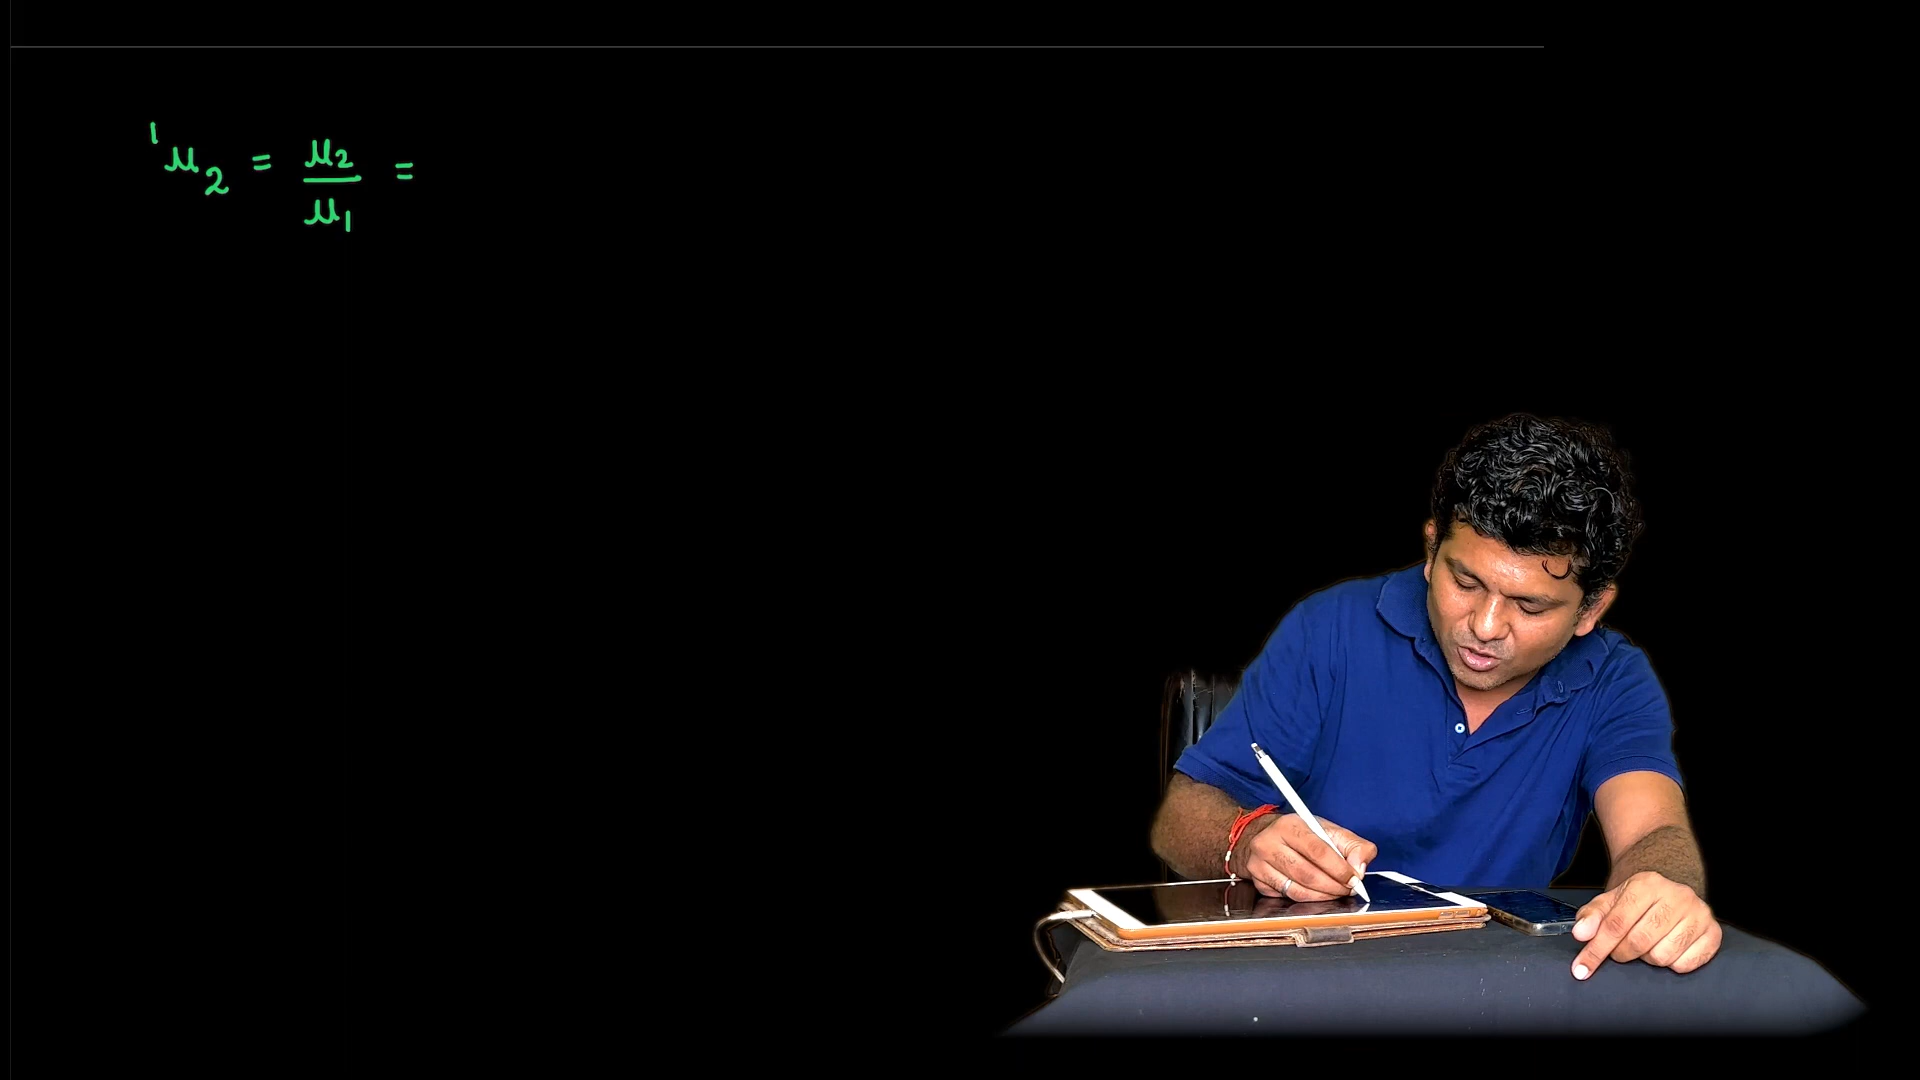 ¹μ₂ = μ₂/μ₁ =